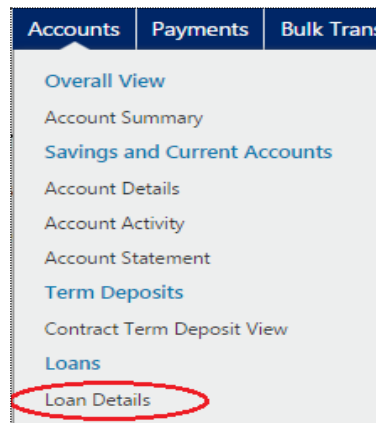 Accounts Payments Bulk Trans
Overall View
Account Summary
Savings and Current Accounts
Account Details
Account Activity
Account Statement
Term Deposits
Contract Term Deposit View
Loans
Loan Details